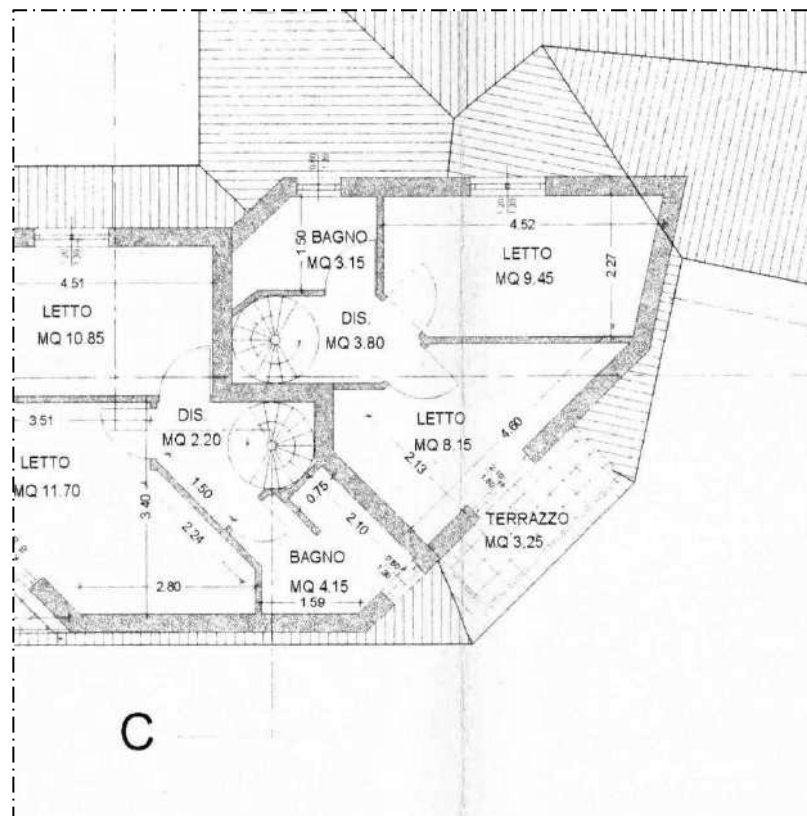 BAGNO
MQ 3.15
1.50
4.52
LETTO
MQ 9.45
2.27
4.51
LETTO
MQ 10.85
DIS.
MQ 3.80
3.51
DIS.
MQ 2.20
LETTO
MQ 8.15
4.60
2.13
LETTO
MQ 11.70
3.40
1.50
2.24
0.75
2.10
TERRAZZO
MQ 3.25
BAGNO
MQ 4.15
2.80
1.59
C